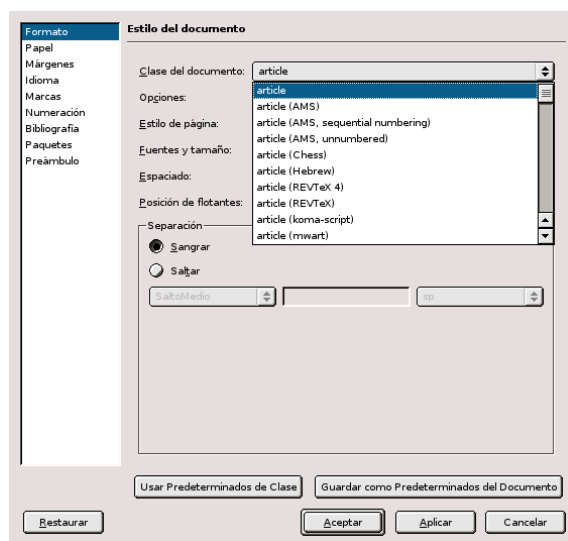 Formato
Papel
Márgenes
Idioma
Marcas
Numeración
Bibliografía
Paquetes
Preámbulo
Estilo del documento
Clase del documento: article
article
Opciones:
article (AMS)
article (AMS, sequential numbering)
Estilo de página:
article (AMS, unnumbered)
Fuentes y tamaño:
article (Chess)
article (Hebrew)
Espaciado:
article (REVTeX 4)
article (REVTeX)
Posición de flotantes:
article (koma-script)
article (mwart)
Separación
Sangrar
Saltar
SaltoMedio sp
Usar Predeterminados de Clase Guardar como Predeterminados del Documento
Restaurar Aceptar Aplicar Cancelar